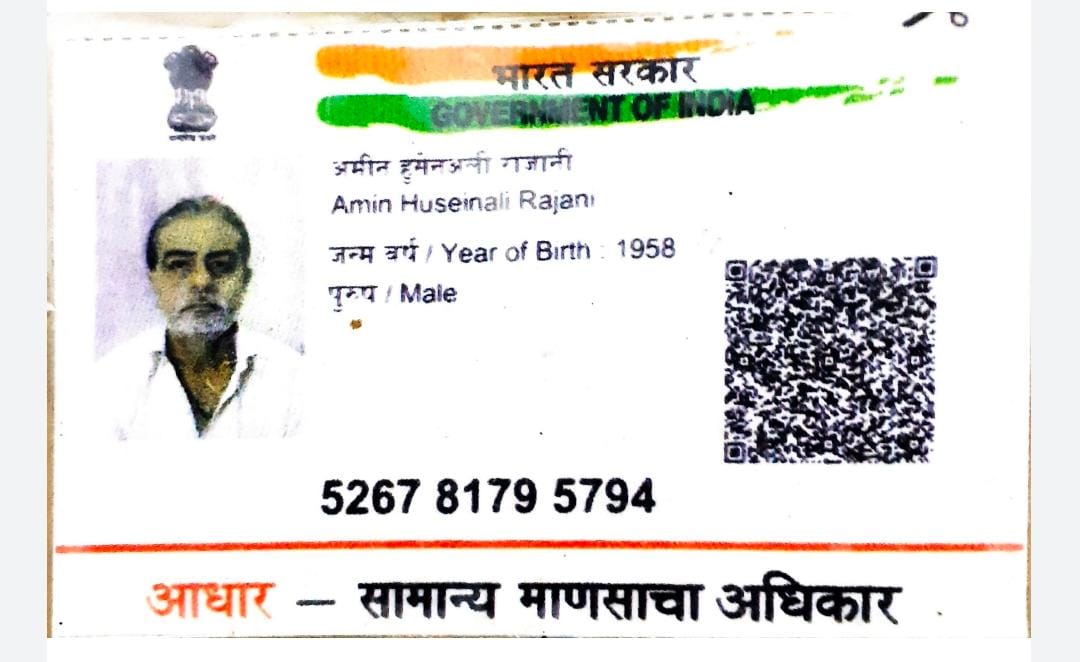 भारत सरकार
GOVERNMENT OF INDIA
अमीन हुसेनअली राजानी
Amin Huseinali Rajani
जन्म वर्ष / Year of Birth : 1958
पुरुष / Male
5267 8179 5794
आधार — सामान्य माणसाचा अधिकार